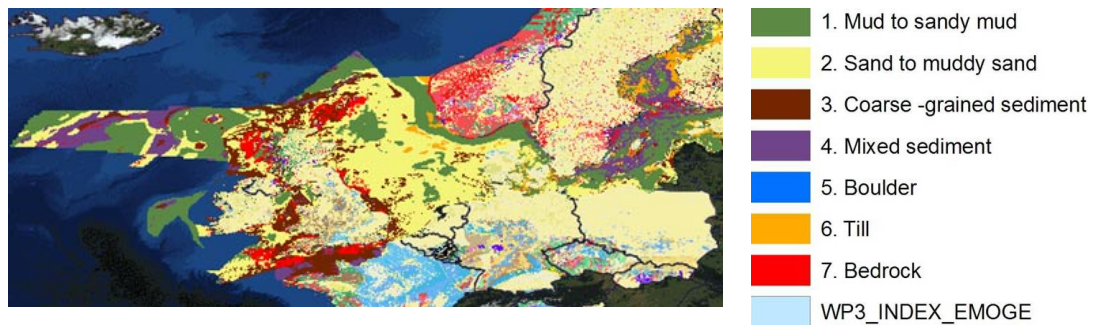 1. Mud to sandy mud
2. Sand to muddy sand
3. Coarse -grained sediment
4. Mixed sediment
5. Boulder
6. Till
7. Bedrock
WP3_INDEX_EMOGE